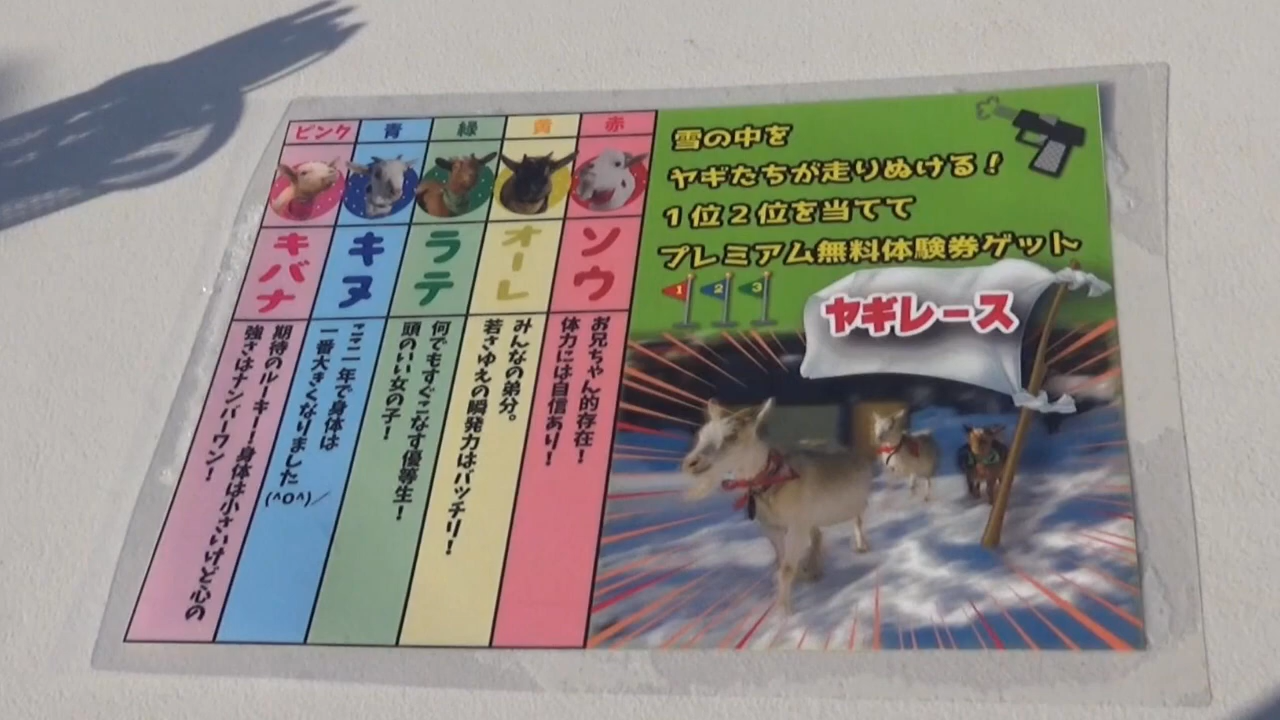 雪の中を
ヤギたちが走りぬける！
1位2位を当てて
プレミアム無料体験券ゲット
1 2 3
ヤギレース
赤
ソウ
お兄ちゃん的存在！
体力には自信あり！
黄
オーレ
みんなの弟分。
若さゆえの瞬発力はバッチリ！
緑
ラテ
何でもすぐこなす優等生！
頭のいい女の子！
青
キヌ
ここ一年で身体は
一番大きくなりました
(^O^)／
ピンク
キバナ
期待のルーキー！身体は小さいけど心の
強さはナンバーワン！